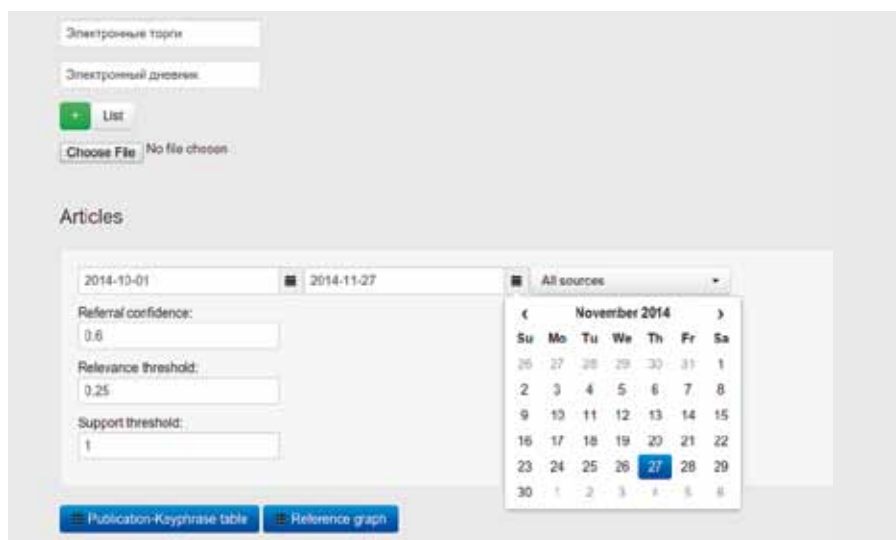 Электронные торги
Электронный дневник
+ List
Choose File No file chosen
Articles
2014-10-01 2014-11-27 All sources
Referral confidence:
0.6
Relevance threshold:
0.25
Support threshold:
1
‹ November 2014 ›
Su Mo Tu We Th Fr Sa
26 27 28 29 30 31 1
2 3 4 5 6 7 8
9 10 11 12 13 14 15
16 17 18 19 20 21 22
23 24 25 26 27 28 29
30 1 2 3 4 5 6
Publication-Keyphrase table Reference graph